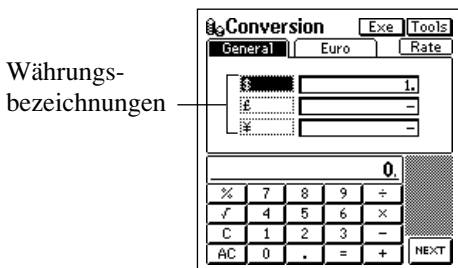 Conversion Exe Tools
General Euro Rate
Währungs-
bezeichnungen
$ 1.
£ –
¥ –
0.
% 7 8 9 ÷
√ 4 5 6 ×
C 1 2 3 −
AC 0 . = + NEXT